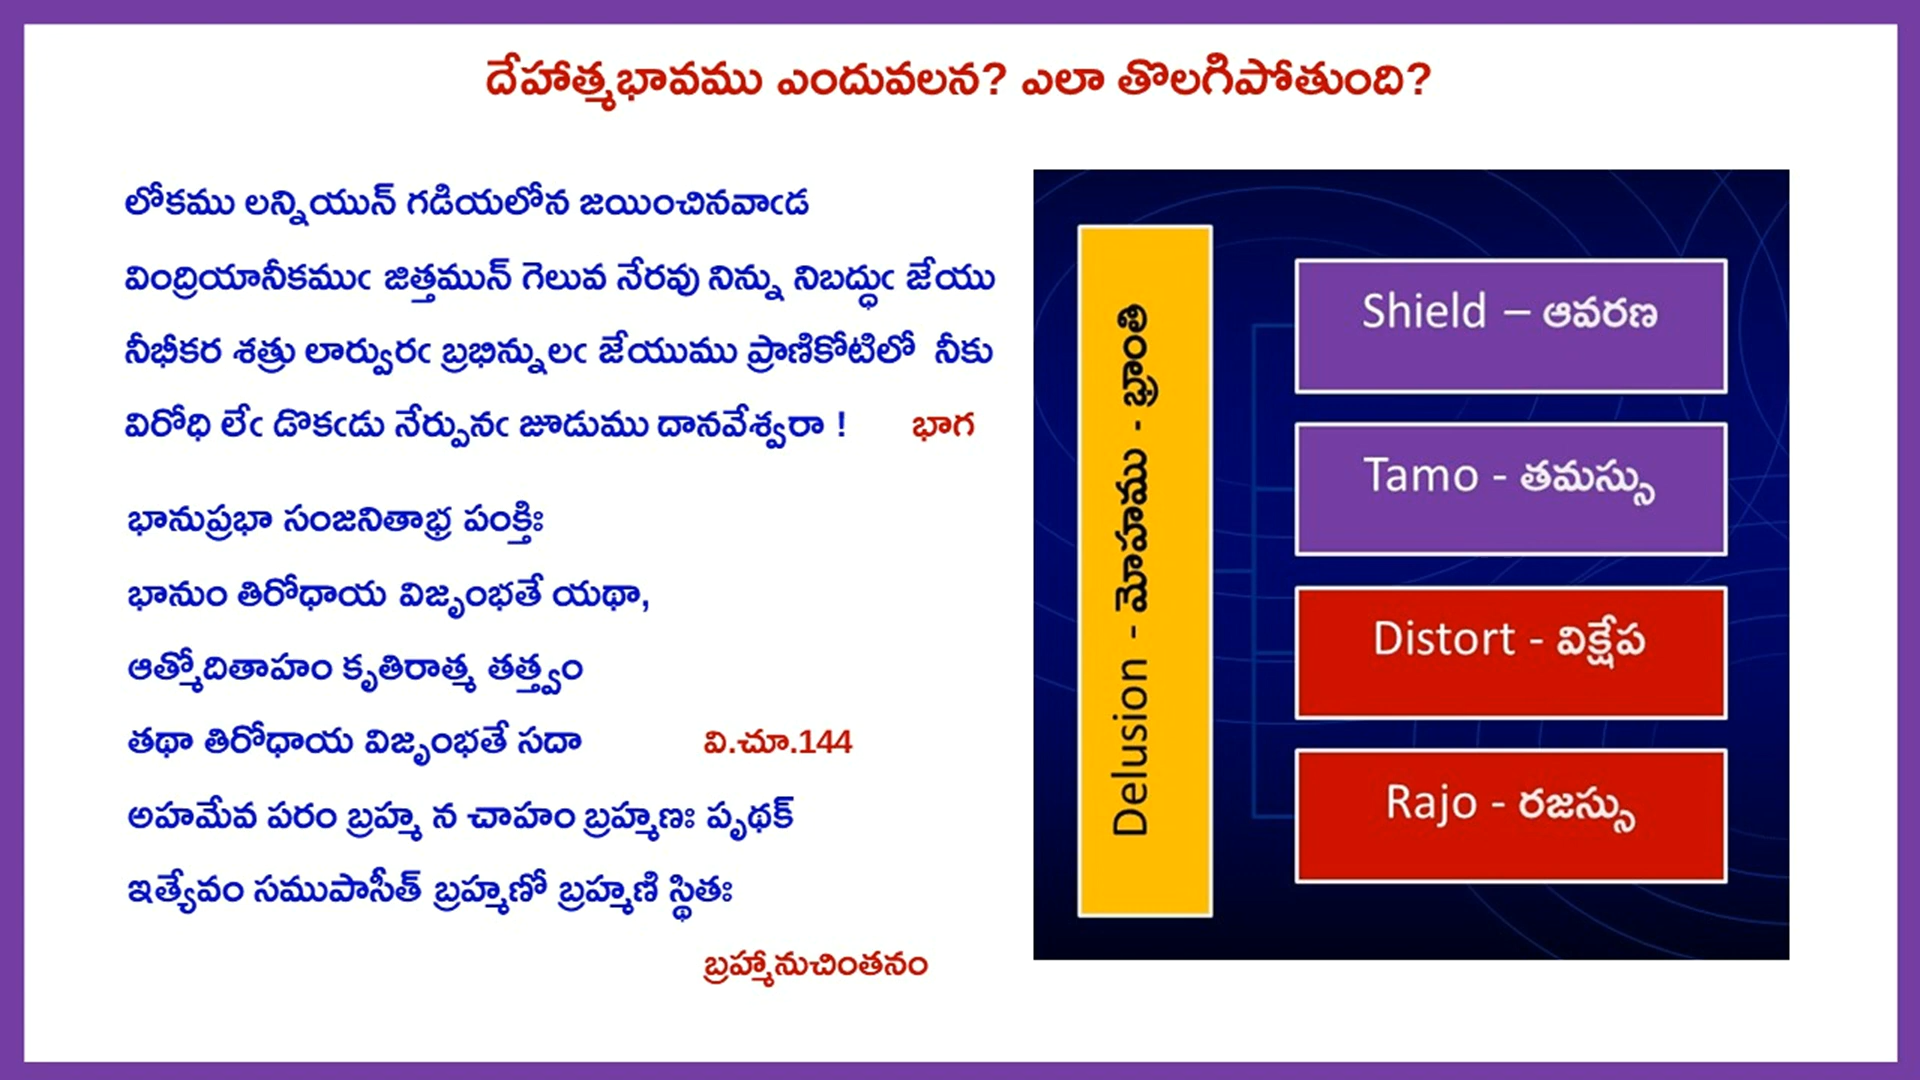 దేహాత్మభావము ఎందువలన? ఎలా తొలగిపోతుంది?
లోకము లన్నియున్ గడియలోన జయించినవాఁడ
వింద్రియానీకముఁ జిత్తమున్ గెలువ నేరవు నిన్ను నిబద్ధుఁ జేయు
నీభీకర శత్రు లార్వురఁ బ్రభిన్నులఁ జేయుము ప్రాణికోటిలో నీకు
విరోధి లేఁ డొకఁడు నేర్పునఁ జూడుము దానవేశ్వరా ! భాగ
భానుప్రభా సంజనితాభ్ర పంక్తిః
భానుం తిరోధాయ విజృంభతే యథా,
ఆత్మోదితాహం కృతిరాత్మ తత్త్వం
తథా తిరోధాయ విజృంభతే సదా వి.చూ.144
అహమేవ పరం బ్రహ్మ న చాహం బ్రహ్మణః పృథక్
ఇత్యేవం సముపాసీత్ బ్రహ్మణో బ్రహ్మణి స్థితః
బ్రహ్మానుచింతనం
Delusion - మోహము - భ్రాంతి
Shield – ఆవరణ
Tamo - తమస్సు
Distort - విక్షేప
Rajo - రజస్సు